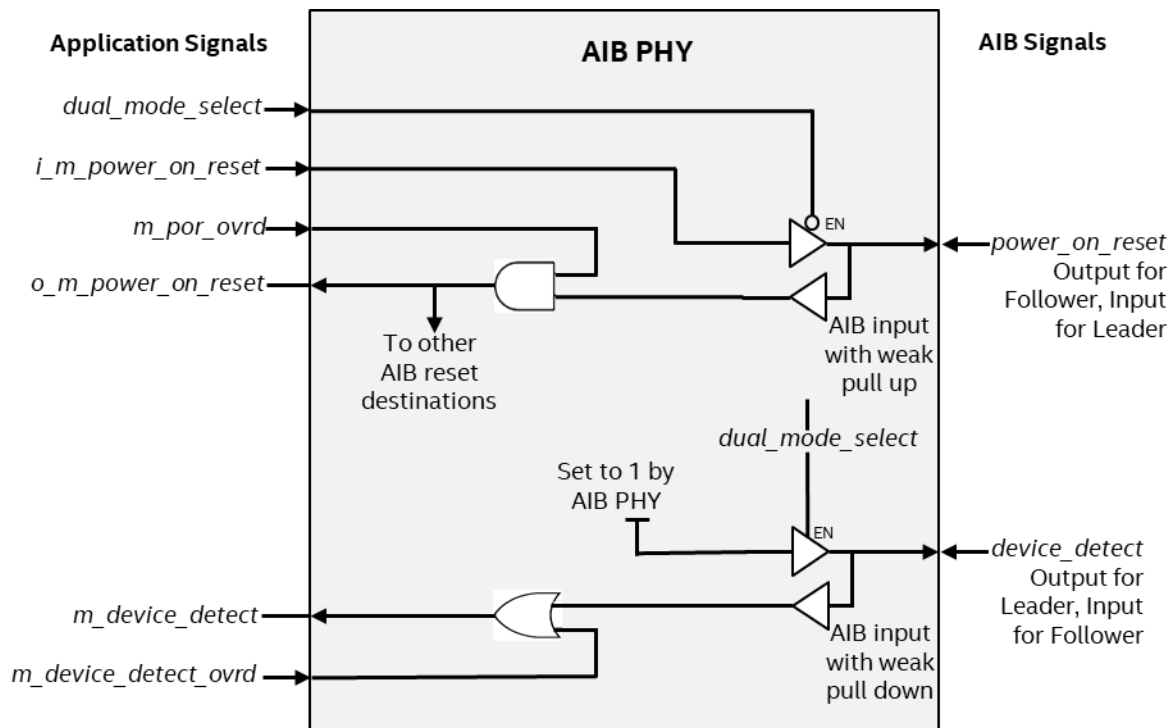 Application Signals
AIB PHY
AIB Signals
dual_mode_select
i_m_power_on_reset
m_por_ovrd
o_m_power_on_reset
To other
AIB reset
destinations
EN
power_on_reset
Output for
Follower, Input
for Leader
AIB input
with weak
pull up
dual_mode_select
Set to 1 by
AIB PHY
EN
device_detect
Output for
Leader, Input
for Follower
m_device_detect
m_device_detect_ovrd
AIB input
with weak
pull down